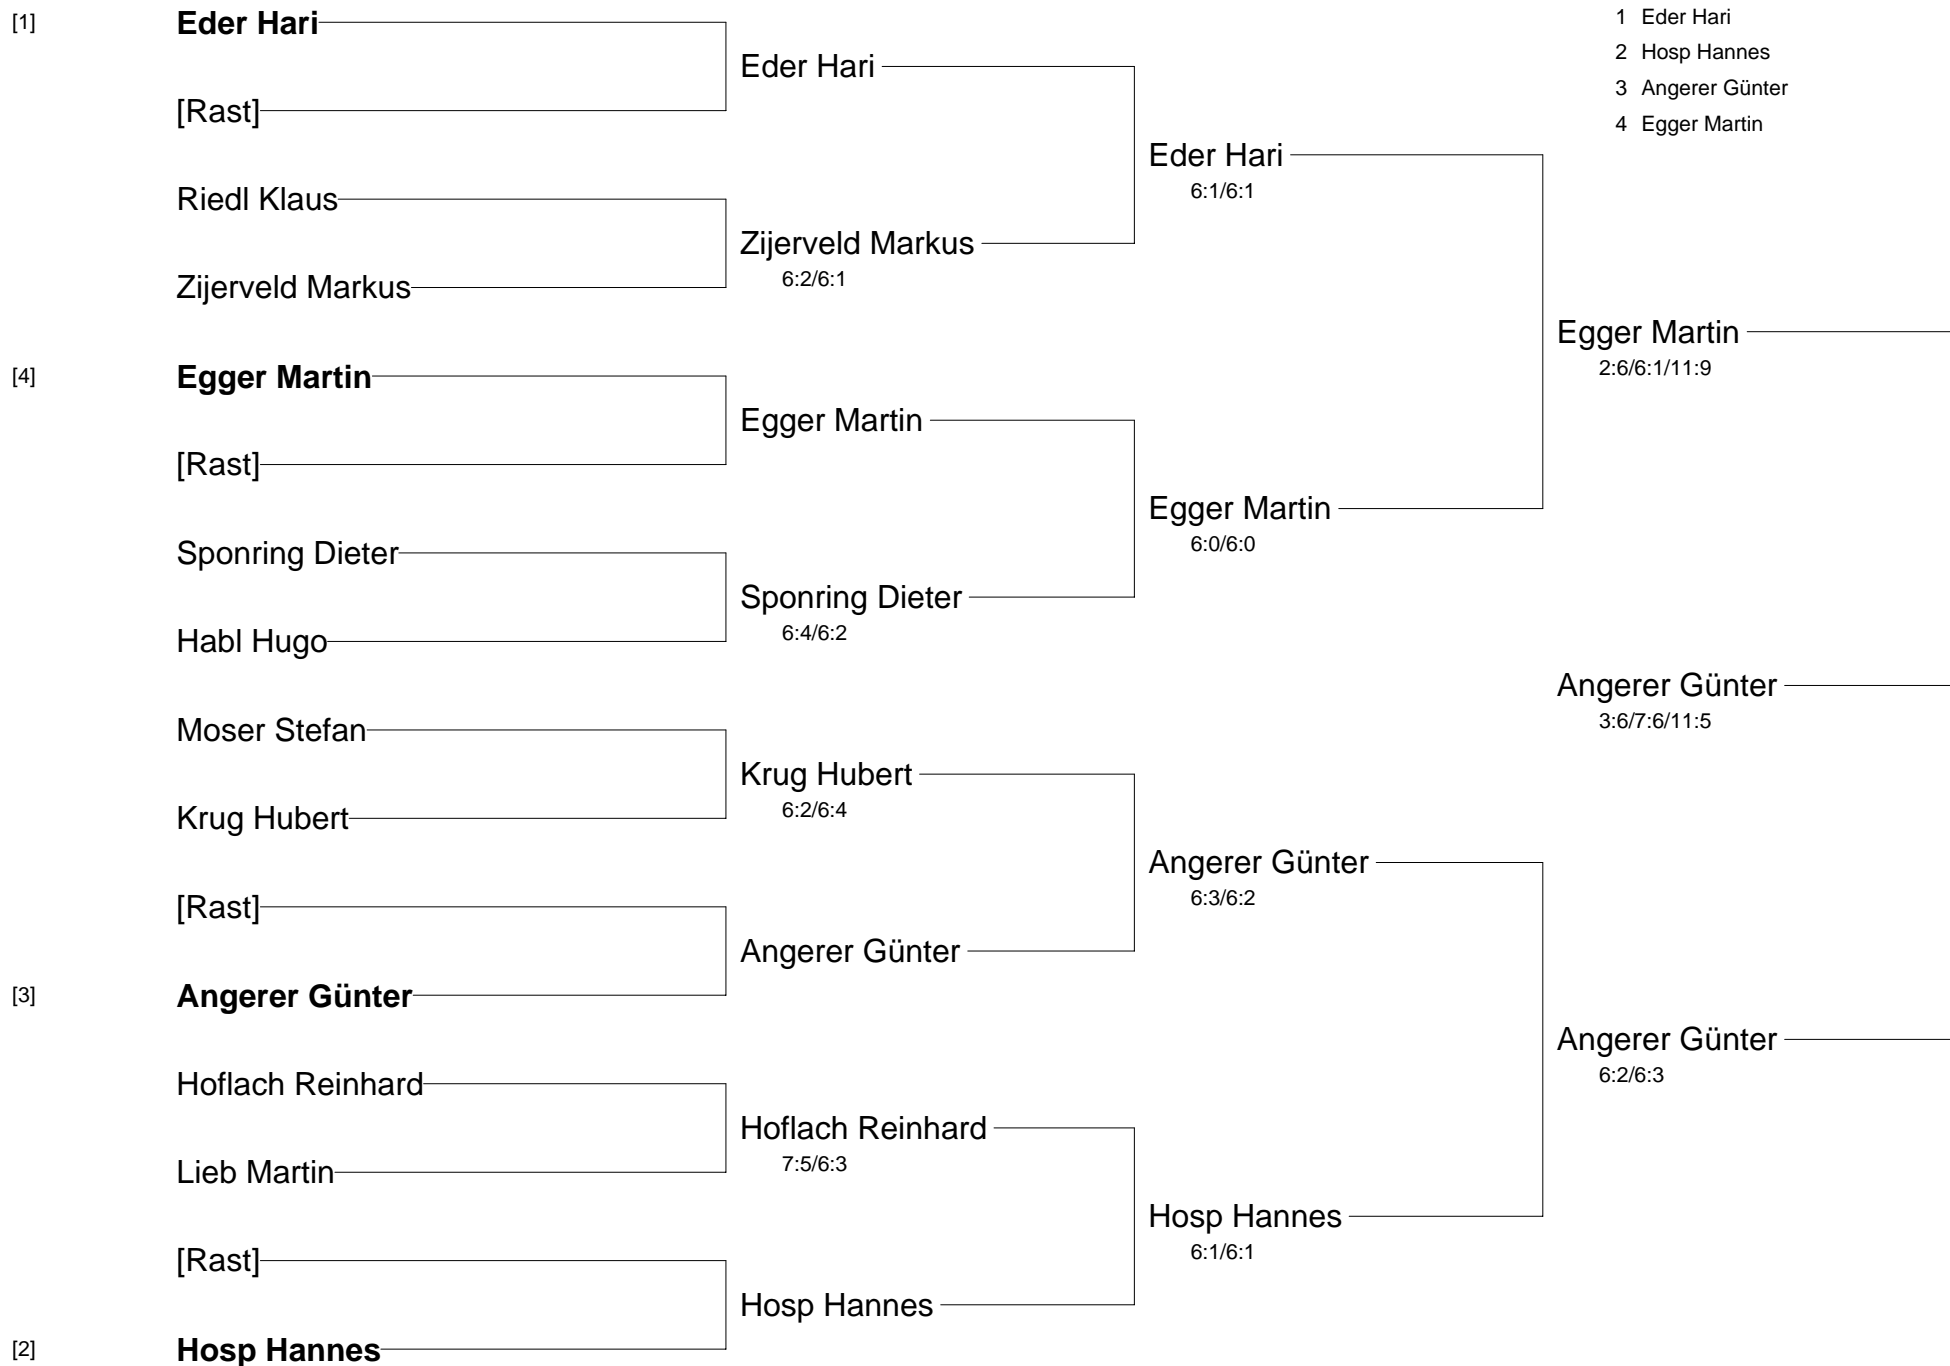 [1] Eder Hari
[Rast]
Riedl Klaus
Zijerveld Markus
[4] Egger Martin
[Rast]
Sponring Dieter
Habl Hugo
Moser Stefan
Krug Hubert
[Rast]
[3] Angerer Günter
Hoflach Reinhard
Lieb Martin
[Rast]
[2] Hosp Hannes
Eder Hari
Zijerveld Markus
6:2/6:1
Egger Martin
Sponring Dieter
6:4/6:2
Krug Hubert
6:2/6:4
Angerer Günter
Hoflach Reinhard
7:5/6:3
Hosp Hannes
Eder Hari
6:1/6:1
Egger Martin
6:0/6:0
Angerer Günter
6:3/6:2
Hosp Hannes
6:1/6:1
1 Eder Hari
2 Hosp Hannes
3 Angerer Günter
4 Egger Martin
Egger Martin
2:6/6:1/11:9
Angerer Günter
3:6/7:6/11:5
Angerer Günter
6:2/6:3